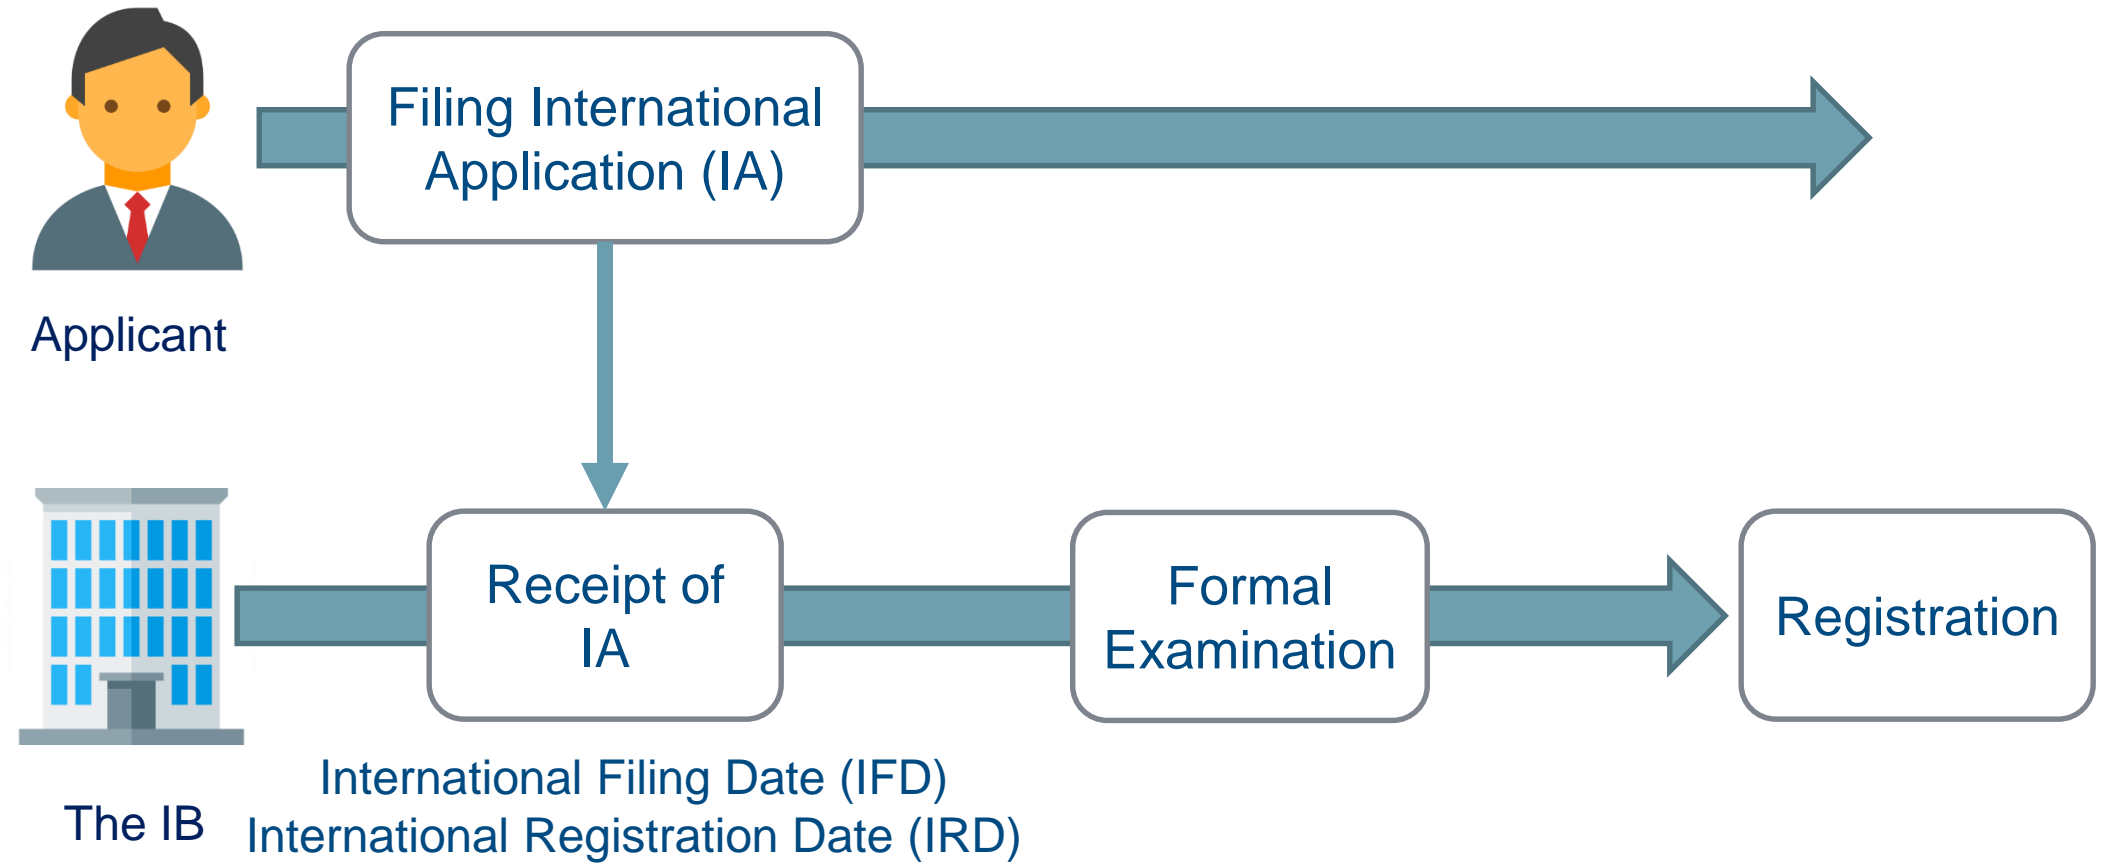 Filing International
Application (IA)
Applicant
Receipt of
IA
Formal
Examination
Registration
The IB
International Filing Date (IFD)
International Registration Date (IRD)